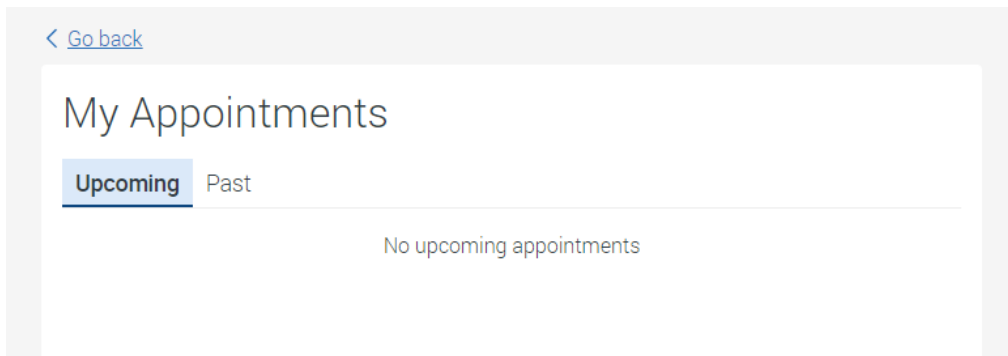 Go back
My Appointments
Upcoming Past
No upcoming appointments